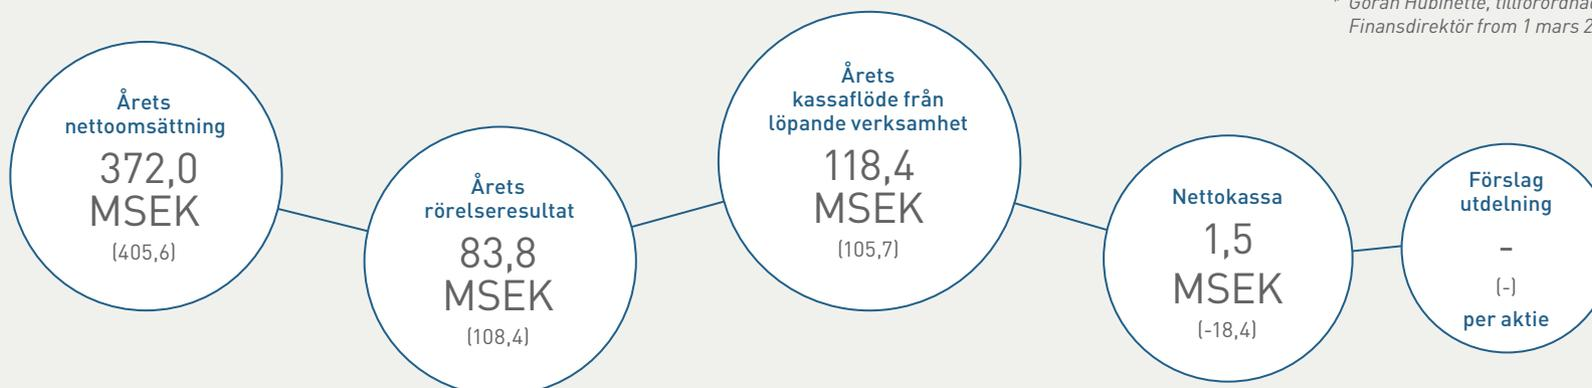 * Göran Hubinette,
Finansdirektör from 1 mars
Årets
nettoomsättning
372,0
MSEK
(405,6)
Årets
rörelseresultat
83,8
MSEK
(108,4)
Årets
kassaflöde från
löpande verksamhet
118,4
MSEK
(105,7)
Nettokassa
1,5
MSEK
(-18,4)
Förslag
utdelning
-
(-)
per aktie